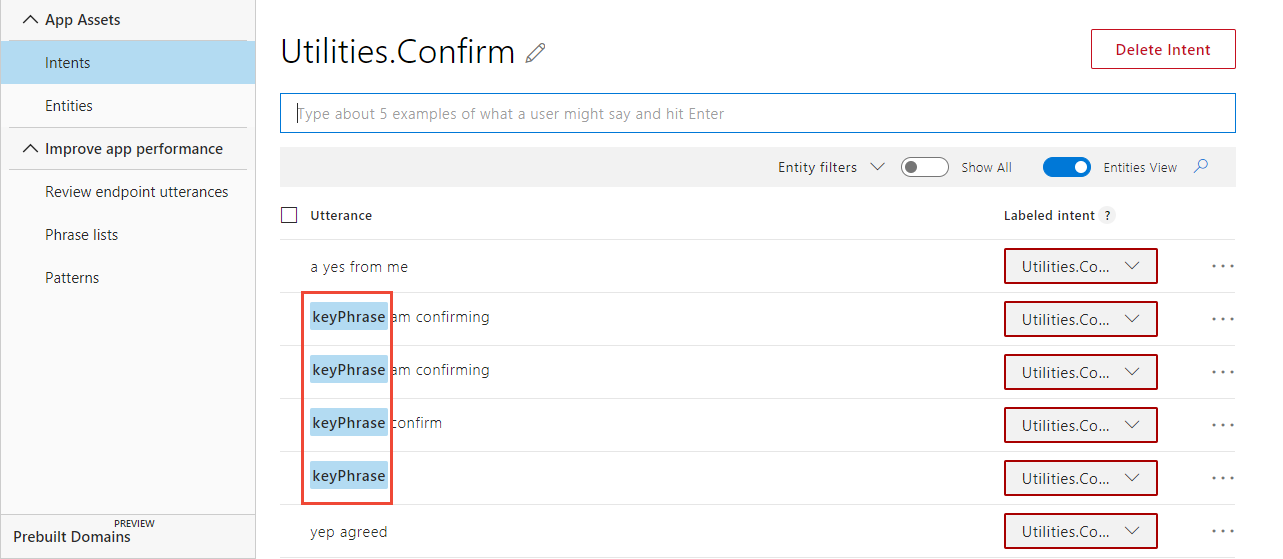 App Assets
Intents
Entities
Improve app performance
Review endpoint utterances
Phrase lists
Patterns
PREVIEW
Prebuilt Domains
Utilities.Confirm
Delete Intent
Type about 5 examples of what a user might say and hit Enter
Entity filters Show All Entities View
Utterance Labeled intent ?
a yes from me Utilities.Co...
keyPhrase am confirming Utilities.Co...
keyPhrase am confirming Utilities.Co...
keyPhrase confirm Utilities.Co...
keyPhrase Utilities.Co...
yep agreed Utilities.Co...